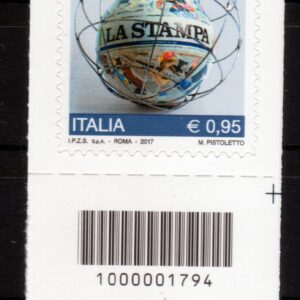 LA STAMPA
ITALIA € 0,95
I.P.Z.S. S.p.A. - ROMA - 2017 M. PISTOLETTO
1000001794